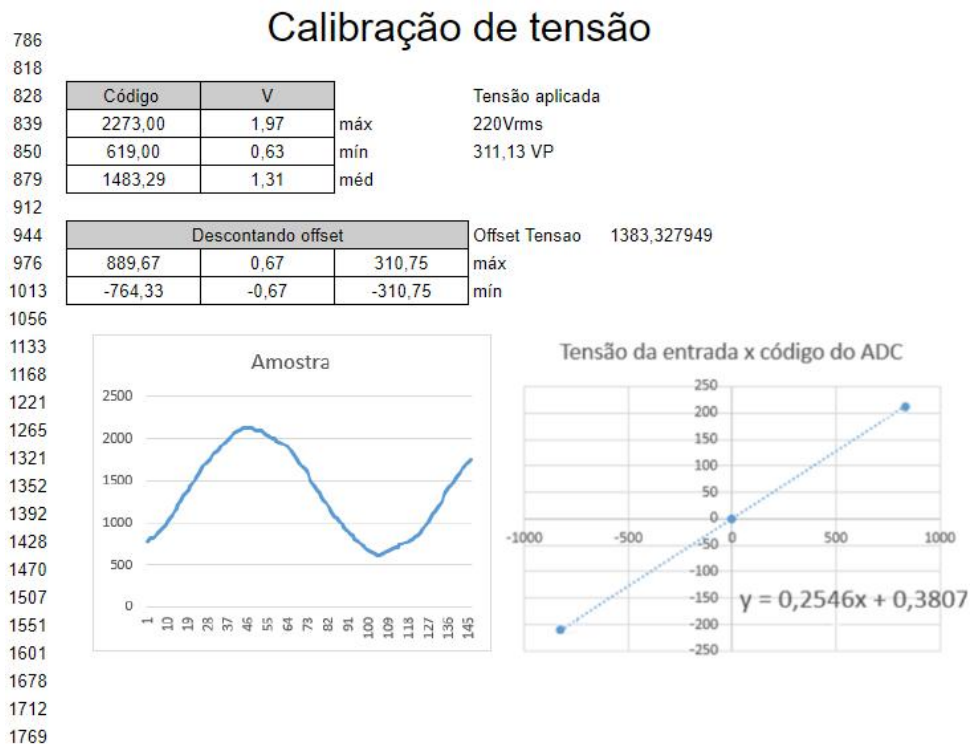 Calibração de tensão
786
818
828 Código V Tensão aplicada
839 2273,00 1,97 máx 220Vrms
850 619,00 0,63 mín 311,13 VP
879 1483,29 1,31 méd
912
944 Descontando offset Offset Tensao 1383,327949
976 889,67 0,67 310,75 máx
1013 -764,33 -0,67 -310,75 mín
1056
1133
1168
1221
1265
1321
1352
1392
1428
1470
1507
1551
1601
1678
1712
1769
Amostra
2500
2000
1500
1000
500
0
1 10 19 28 37 46 55 64 73 82 91 100 109 118 127 136 145
Tensão da entrada x código do ADC
250
200
150
100
50
0
-50
-100
-150
-200
-250
-1000 -500 0 500 1000
y = 0,2546x + 0,3807